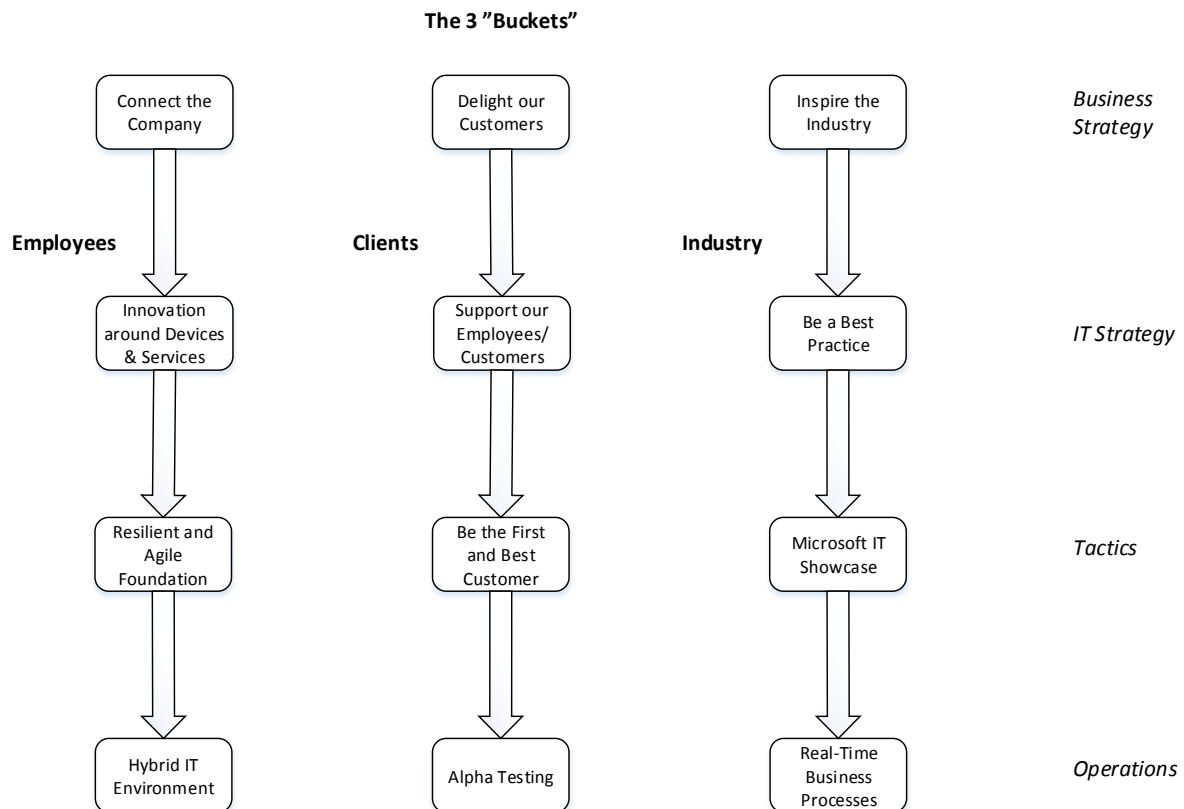 The 3 ”Buckets”
Connect the
Company
Delight our
Customers
Inspire the
Industry
Business
Strategy
Employees
Clients
Industry
Innovation
around Devices
& Services
Support our
Employees/
Customers
Be a Best
Practice
IT Strategy
Resilient and
Agile
Foundation
Be the First
and Best
Customer
Microsoft IT
Showcase
Tactics
Hybrid IT
Environment
Alpha Testing
Real-Time
Business
Processes
Operations